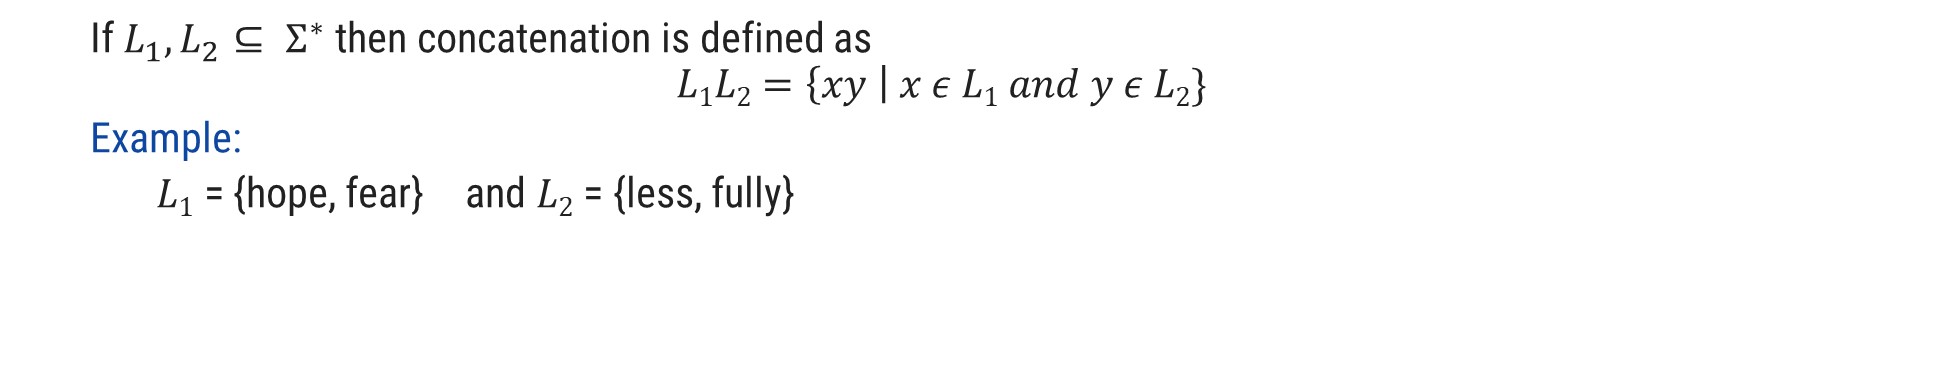 If L₁, L₂ ⊆ Σ* then concatenation is defined as
L₁L₂ = {xy | x ϵ L₁ and y ϵ L₂}
Example:
L₁ = {hope, fear} and L₂ = {less, fully}